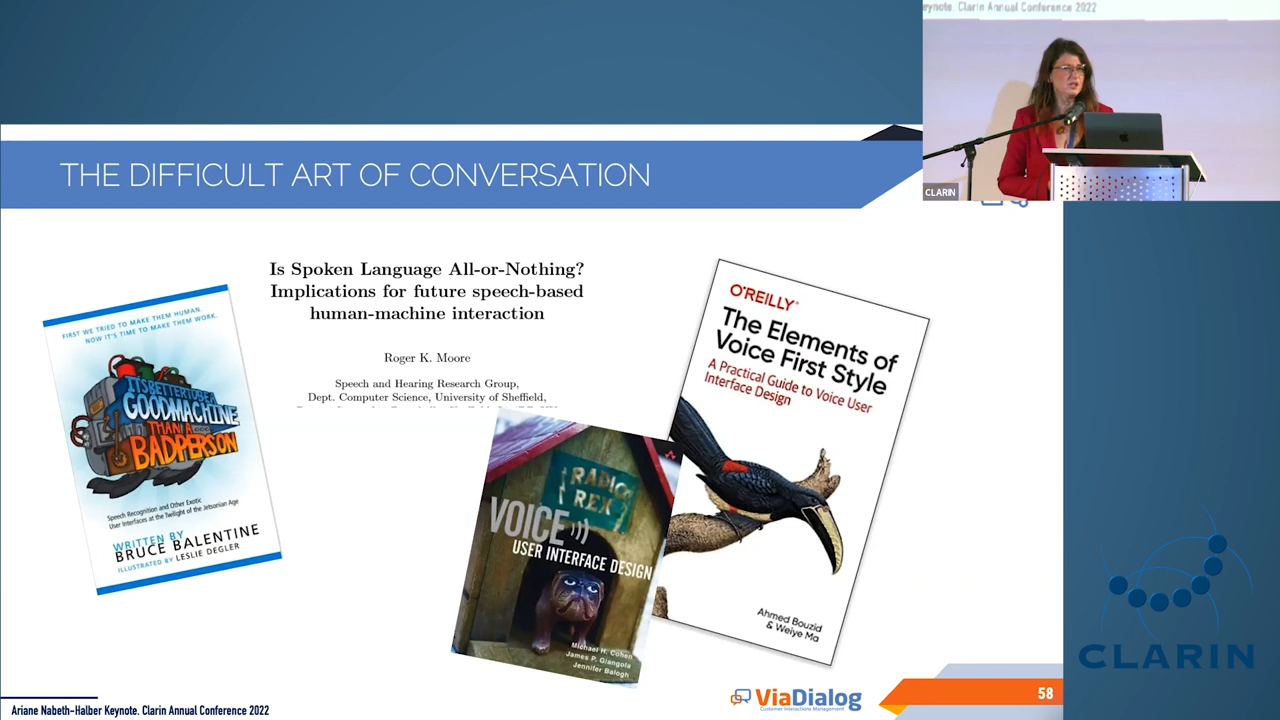 eynote. Clarin Annual Conference 2022
CLARIN
THE DIFFICULT ART OF CONVERSATION
Is Spoken Language All-or-Nothing?
Implications for future speech-based
human-machine interaction
Roger K. Moore
Speech and Hearing Research Group,
Dept. Computer Science, University of Sheffield,
FIRST WE TRIED TO MAKE THEM HUMAN.
NOW IT'S TIME TO MAKE THEM WORK.
IT'S BETTER TO BE A
GOOD MACHINE
THAN A
BAD PERSON
Speech Recognition and Other Exotic
User Interfaces at the Twilight of the Jetsonian Age
WRITTEN BY
BRUCE BALENTINE
ILLUSTRATED BY LESLIE DEGLER
RADIO
REX
VOICE
USER INTERFACE DESIGN
Michael H. Cohen
James P. Giangola
Jennifer Balogh
O'REILLY®
The Elements of
Voice First Style
A Practical Guide to Voice User
Interface Design
Ahmed Bouzid
& Weiye Ma
CLARIN
Ariane Nabeth-Halber Keynote. Clarin Annual Conference 2022
ViaDialog
Customer Interactions Management
58